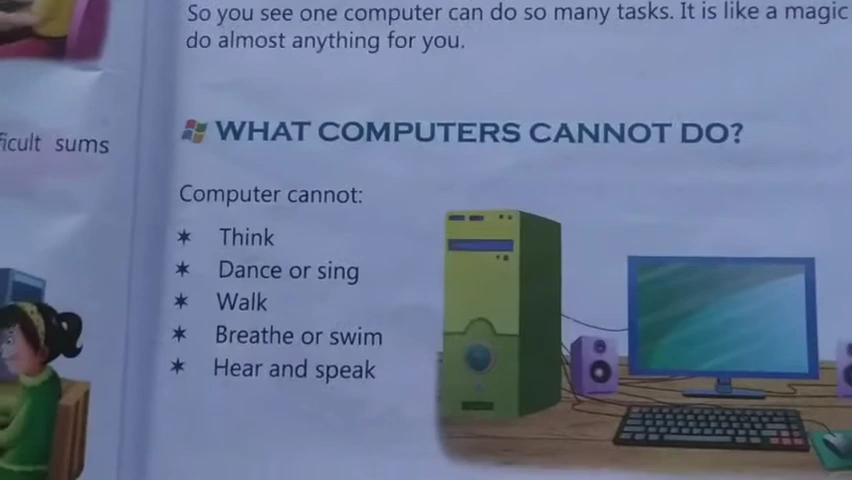 So you see one computer can do so many tasks. It is like a magic
do almost anything for you.
ficult sums
WHAT COMPUTERS CANNOT DO?
Computer cannot:
✶ Think
✶ Dance or sing
✶ Walk
✶ Breathe or swim
✶ Hear and speak